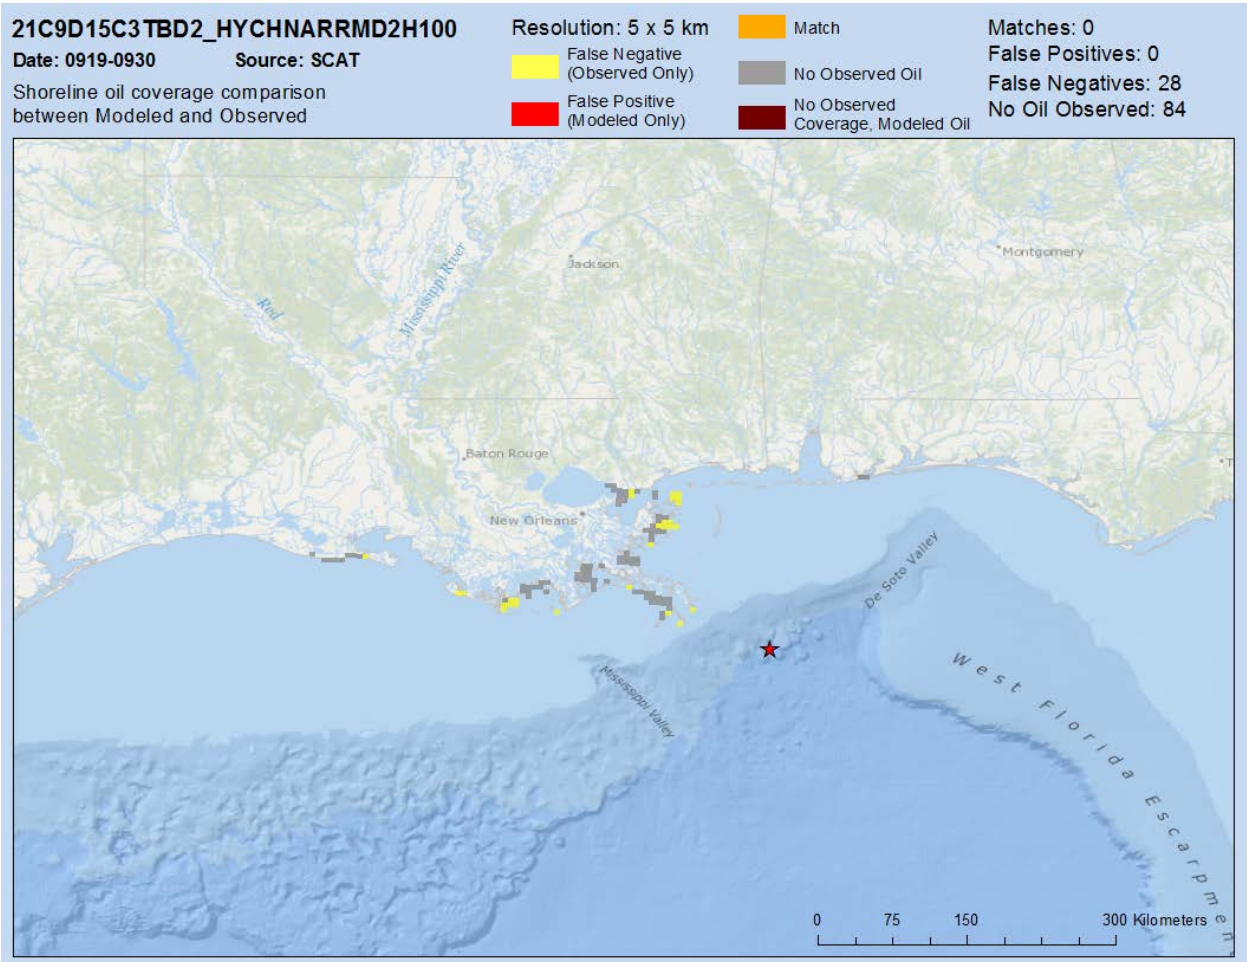 21C9D15C3TBD2_HYCHNARRMD2H100
Date: 0919-0930 Source: SCAT
Shoreline oil coverage comparison
between Modeled and Observed
Resolution: 5 x 5 km
False Negative
(Observed Only)
False Positive
(Modeled Only)
Match
No Observed Oil
No Observed
Coverage, Modeled Oil
Matches: 0
False Positives: 0
False Negatives: 28
No Oil Observed: 84
Montgomery
Jackson
Mississippi River
Red
Baton Rouge
T
New Orleans
De Soto Valley
Mississippi Valley
West Florida Escarpmen
0 75 150 300 Kilometers